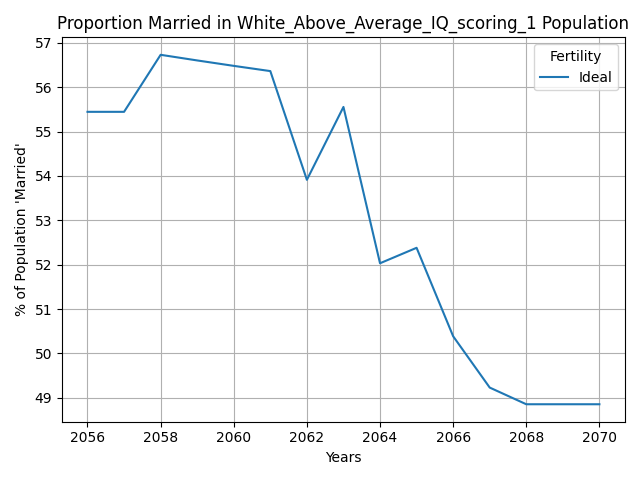 Proportion Married in White_Above_Average_IQ_scoring_1 Population
57
56
55
54
53
52
51
50
49
% of Population 'Married'
Fertility
Ideal
2056 2058 2060 2062 2064 2066 2068 2070
Years